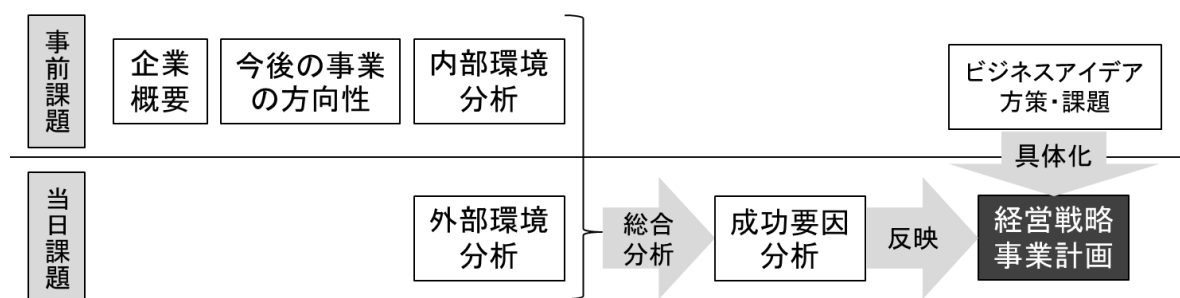 事前課題
企業
概要
今後の事業
の方向性
内部環境
分析
ビジネスアイデア
方策・課題
具体化
当日課題
外部環境
分析
総合
分析
成功要因
分析
反映
経営戦略
事業計画